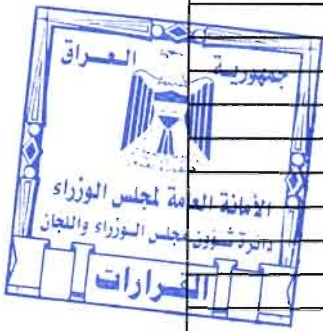 جمهورية العراق
الأمانة العامة لمجلس الوزراء
دائرة شؤون مجلس الوزراء واللجان
القرارات